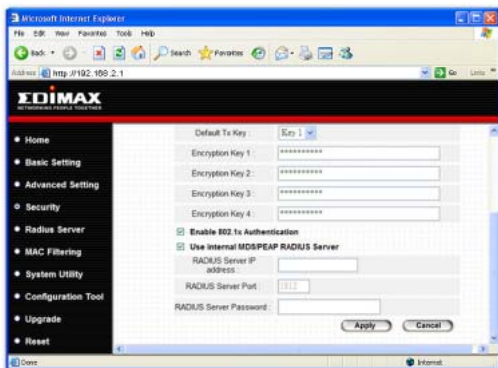 Microsoft Internet Explorer
File Edit View Favorites Tools Help
Back Search Favorites
Address http://192.168.2.1 Go Links
EDIMAX
NETWORKING PEOPLE TOGETHER
Home
Basic Setting
Advanced Setting
Security
Radius Server
MAC Filtering
System Utility
Configuration Tool
Upgrade
Reset
Default Tx Key : Key 1
Encryption Key 1 : **********
Encryption Key 2 : **********
Encryption Key 3 : **********
Encryption Key 4 : **********
Enable 802.1x Authentication
Use internal MD5/PEAP RADIUS Server
RADIUS Server IP
address :
RADIUS Server Port : 1812
RADIUS Server Password :
Apply Cancel
Done Internet